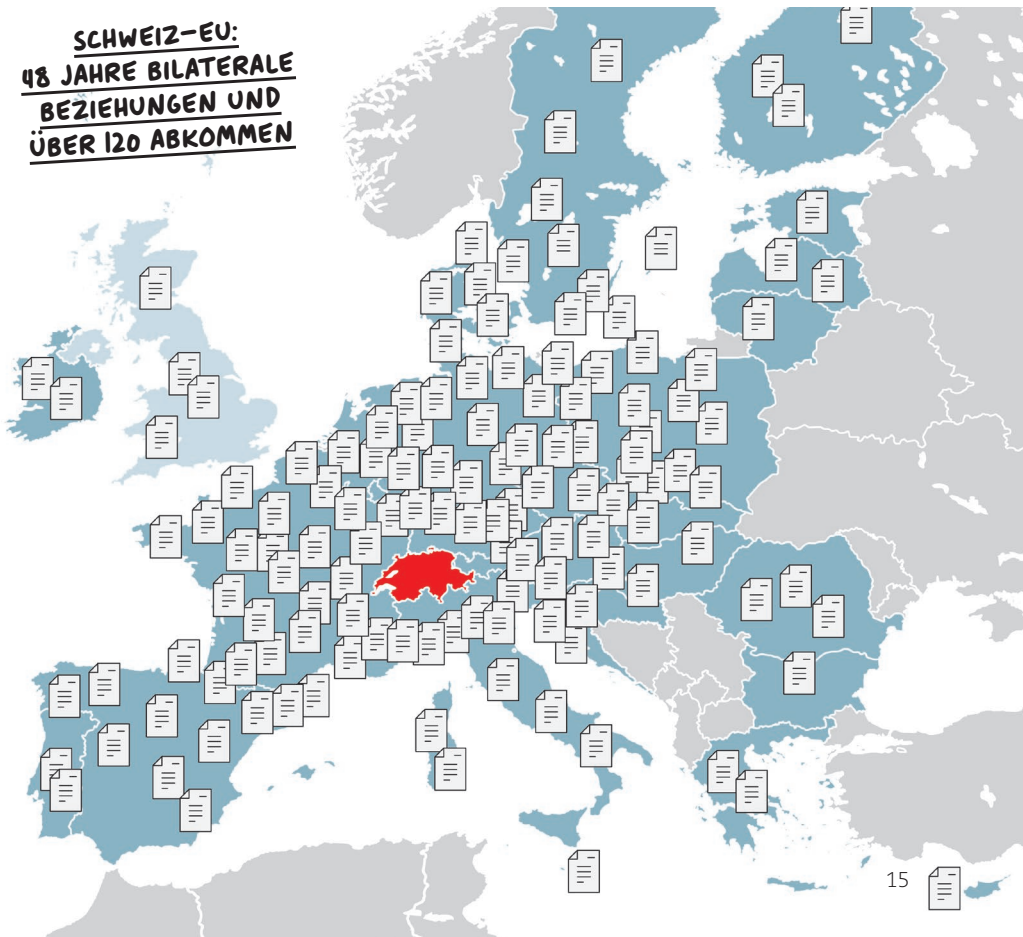 SCHWEIZ-EU:
48 JAHRE BILATERALE
BEZIEHUNGEN UND
ÜBER 120 ABKOMMEN
15